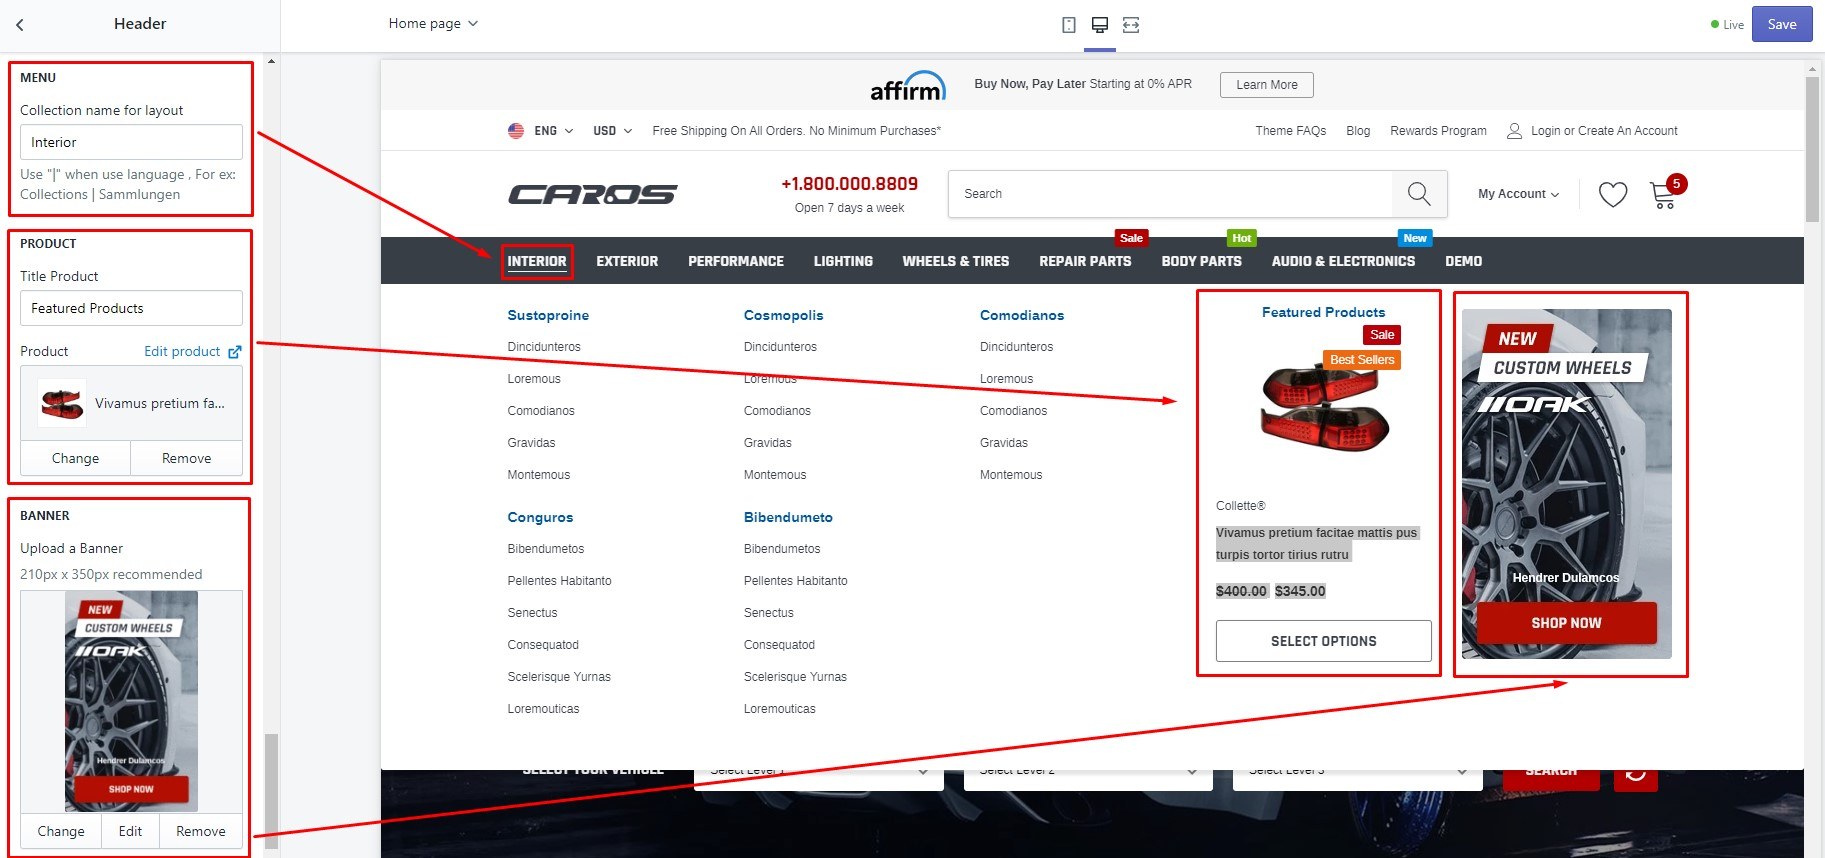 Header
Home page
Live
Save
MENU
Collection name for layout
Interior
Use "|" when use language , For ex:
Collections | Sammlungen
PRODUCT
Title Product
Featured Products
Product
Edit product
Vivamus pretium fa...
Change
Remove
BANNER
Upload a Banner
210px x 350px recommended
NEW
CUSTOM WHEELS
OAK
Hendrer Dulamcos
SHOP NOW
Change
Edit
Remove
affirm
Buy Now, Pay Later Starting at 0% APR
Learn More
ENG
USD
Free Shipping On All Orders. No Minimum Purchases*
Theme FAQs
Blog
Rewards Program
Login or Create An Account
CAROS
+1.800.000.8809
Open 7 days a week
Search
My Account
5
Sale
Hot
New
INTERIOR
EXTERIOR
PERFORMANCE
LIGHTING
WHEELS & TIRES
REPAIR PARTS
BODY PARTS
AUDIO & ELECTRONICS
DEMO
Sustoproine
Dincidunteros
Loremous
Comodianos
Gravidas
Montemous
Cosmopolis
Dincidunteros
Loremous
Comodianos
Gravidas
Montemous
Comodianos
Dincidunteros
Loremous
Comodianos
Gravidas
Montemous
Conguros
Bibendumetos
Pellentes Habitanto
Senectus
Consequatod
Scelerisque Yurnas
Loremouticas
Bibendumeto
Bibendumetos
Pellentes Habitanto
Senectus
Consequatod
Scelerisque Yurnas
Loremouticas
Featured Products
Sale
Best Sellers
Collette®
Vivamus pretium facitae mattis pus
turpis tortor tirius rutru
$400.00 $345.00
SELECT OPTIONS
NEW
CUSTOM WHEELS
OAK
Hendrer Dulamcos
SHOP NOW
SELECT YOUR VEHICLE
Select Level 1
Select Level 2
Select Level 3
SEARCH